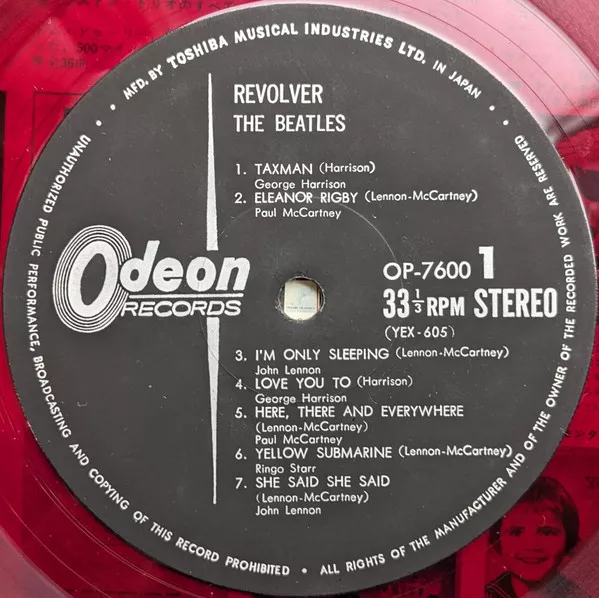 MFD. BY TOSHIBA MUSICAL INDUSTRIES LTD. IN JAPAN
REVOLVER
THE BEATLES
1. TAXMAN (Harrison)
George Harrison
2. ELEANOR RIGBY (Lennon-McCartney)
Paul McCartney
Odeon
RECORDS
OP-7600 1
33 1/3 RPM STEREO
(YEX-605)
3. I'M ONLY SLEEPING (Lennon-McCartney)
John Lennon
4. LOVE YOU TO (Harrison)
George Harrison
5. HERE, THERE AND EVERYWHERE
(Lennon-McCartney)
Paul McCartney
6. YELLOW SUBMARINE (Lennon-McCartney)
Ringo Starr
7. SHE SAID SHE SAID
(Lennon-McCartney)
John Lennon
UNAUTHORIZED PUBLIC PERFORMANCE, BROADCASTING AND COPYING OF THIS RECORD PROHIBITED • ALL RIGHTS OF THE MANUFACTURER AND OF THE OWNER OF THE RECORDED WORK ARE RESERVED